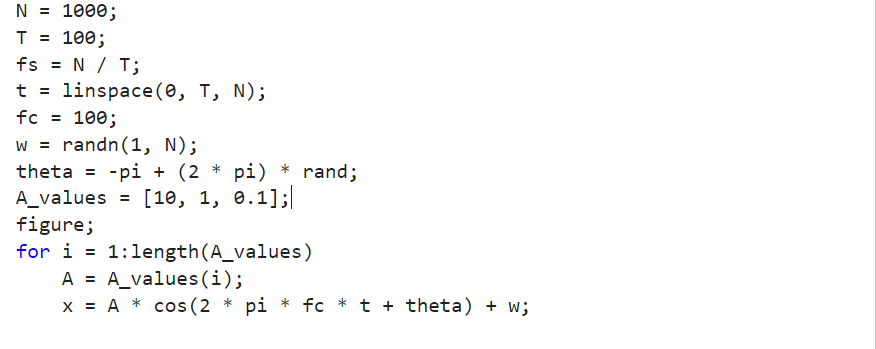 N = 1000;
T = 100;
fs = N / T;
t = linspace(0, T, N);
fc = 100;
w = randn(1, N);
theta = -pi + (2 * pi) * rand;
A_values = [10, 1, 0.1];
figure;
for i = 1:length(A_values)
    A = A_values(i);
    x = A * cos(2 * pi * fc * t + theta) + w;